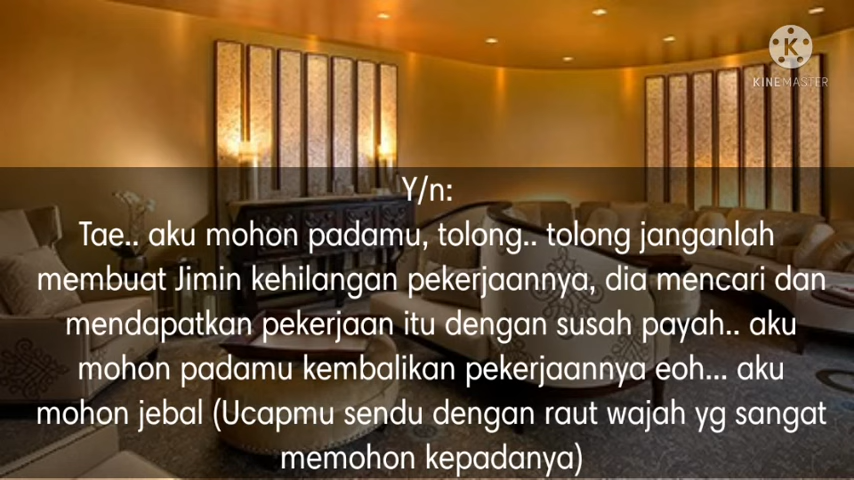 K
KINEMASTER
Y/n:
Tae.. aku mohon padamu, tolong.. tolong janganlah
membuat Jimin kehilangan pekerjaannya, dia mencari dan
mendapatkan pekerjaan itu dengan susah payah.. aku
mohon padamu kembalikan pekerjaannya eoh... aku
mohon jebal (Ucapmu sendu dengan raut wajah yg sangat
memohon kepadanya)